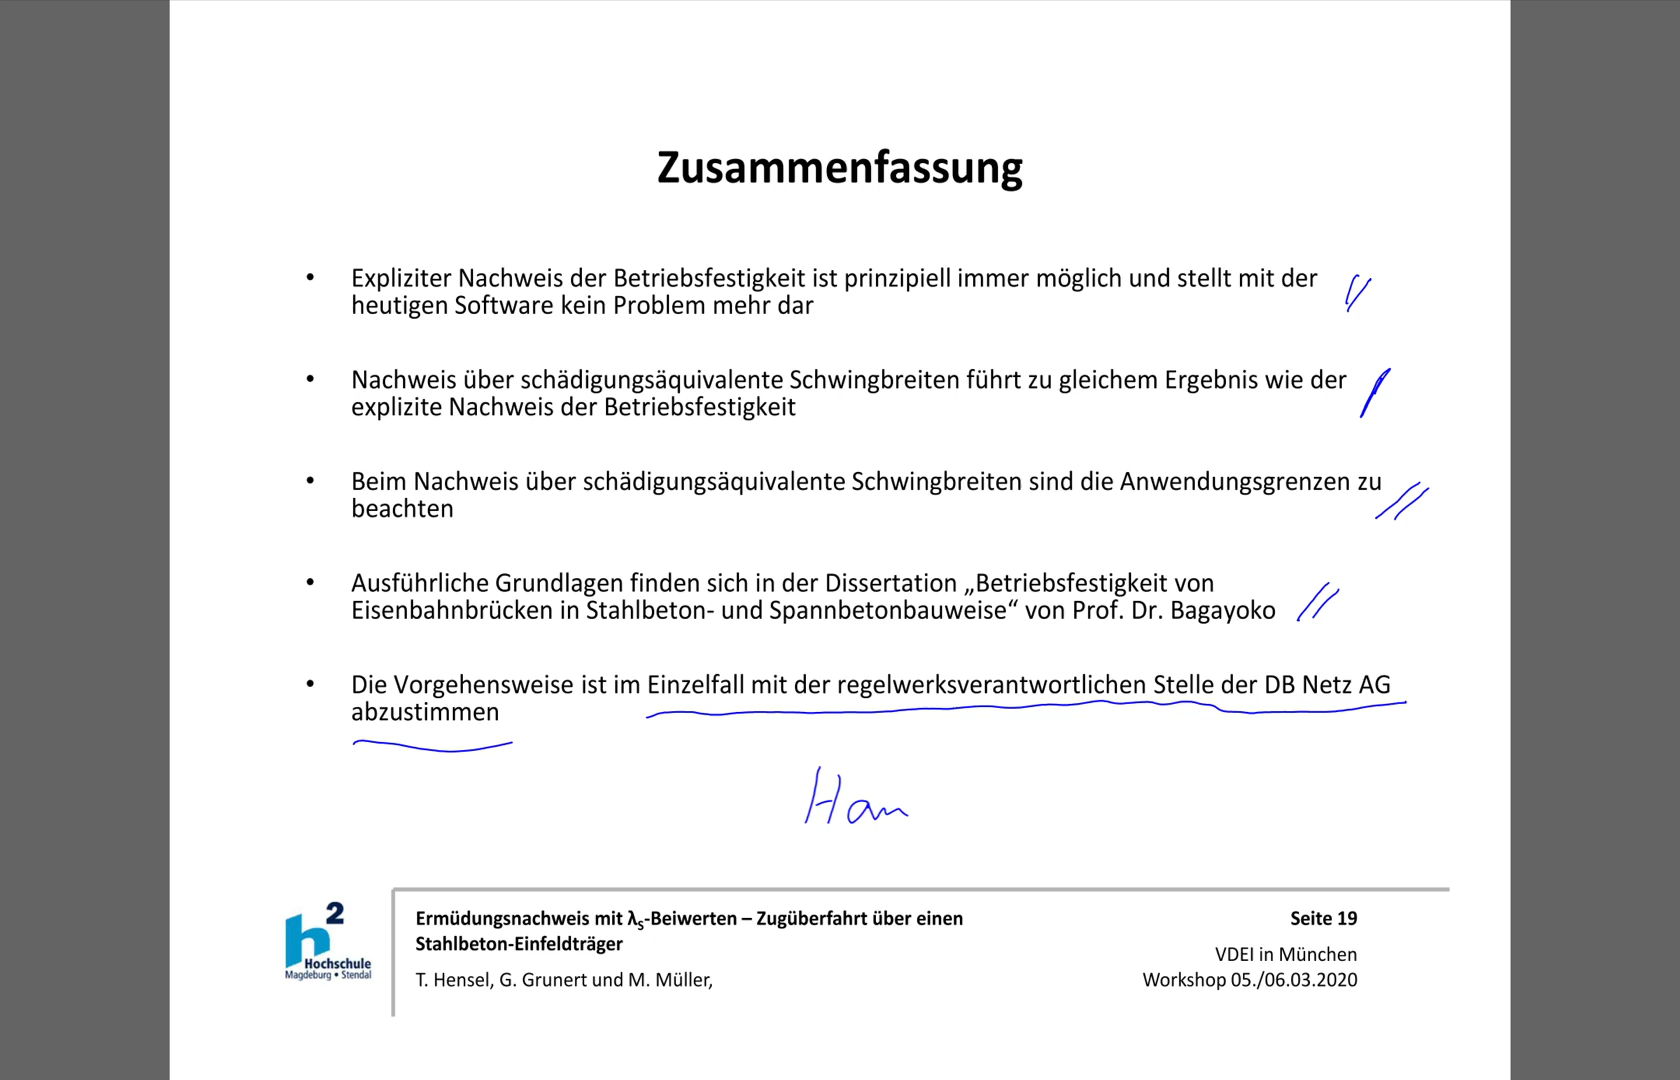 Zusammenfassung
• Expliziter Nachweis der Betriebsfestigkeit ist prinzipiell immer möglich und stellt mit der
heutigen Software kein Problem mehr dar
• Nachweis über schädigungsäquivalente Schwingbreiten führt zu gleichem Ergebnis wie der
explizite Nachweis der Betriebsfestigkeit
• Beim Nachweis über schädigungsäquivalente Schwingbreiten sind die Anwendungsgrenzen zu
beachten
• Ausführliche Grundlagen finden sich in der Dissertation „Betriebsfestigkeit von
Eisenbahnbrücken in Stahlbeton- und Spannbetonbauweise“ von Prof. Dr. Bagayoko
• Die Vorgehensweise ist im Einzelfall mit der regelwerksverantwortlichen Stelle der DB Netz AG
abzustimmen
h2
Hochschule
Magdeburg • Stendal
Ermüdungsnachweis mit λs-Beiwerten – Zugüberfahrt über einen
Stahlbeton-Einfeldträger
T. Hensel, G. Grunert und M. Müller,
Seite 19
VDEI in München
Workshop 05./06.03.2020